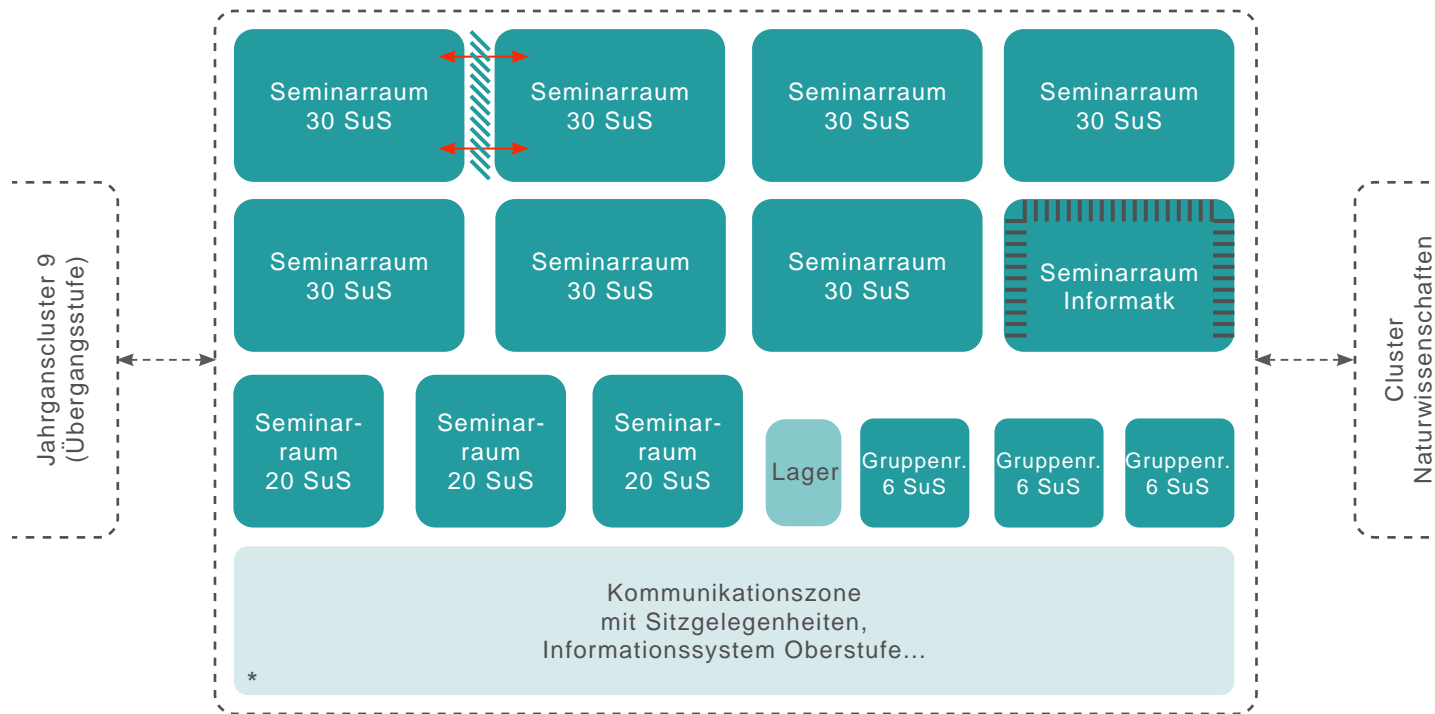 Seminarraum
30 SuS
Seminarraum
30 SuS
Seminarraum
30 SuS
Seminarraum
30 SuS
Jahrganscluster 9
(Übergangsstufe)
Seminarraum
30 SuS
Seminarraum
30 SuS
Seminarraum
30 SuS
Seminarraum
Informatk
Cluster
Naturwissenschaften
Seminar-
raum
20 SuS
Seminar-
raum
20 SuS
Seminar-
raum
20 SuS
Lager
Gruppenr.
6 SuS
Gruppenr.
6 SuS
Gruppenr.
6 SuS
Kommunikationszone
mit Sitzgelegenheiten,
Informationssystem Oberstufe...
*